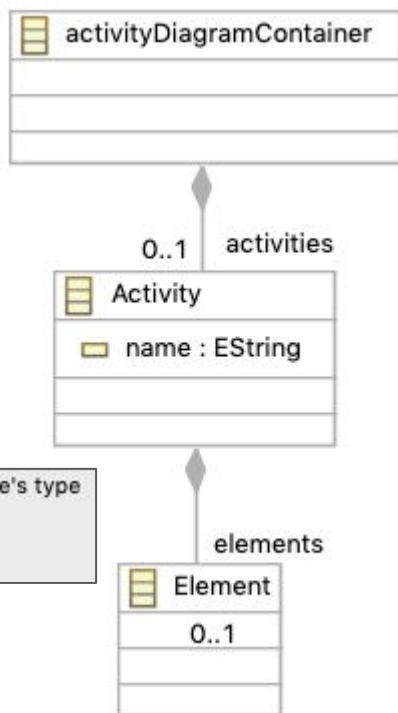 activityDiagramContainer
0..1 activities
Activity
name : EString
e's type
elements
Element
0..1